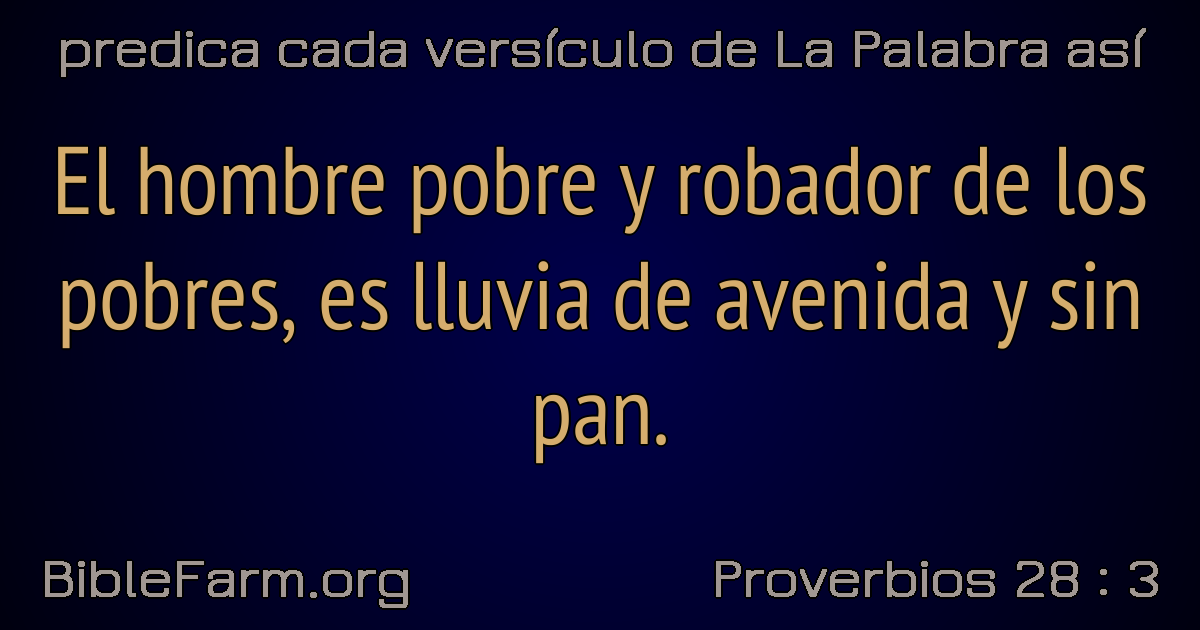 predica cada versículo de La Palabra así
El hombre pobre y robador de los
pobres, es lluvia de avenida y sin
pan.
BibleFarm.org
Proverbios 28 : 3